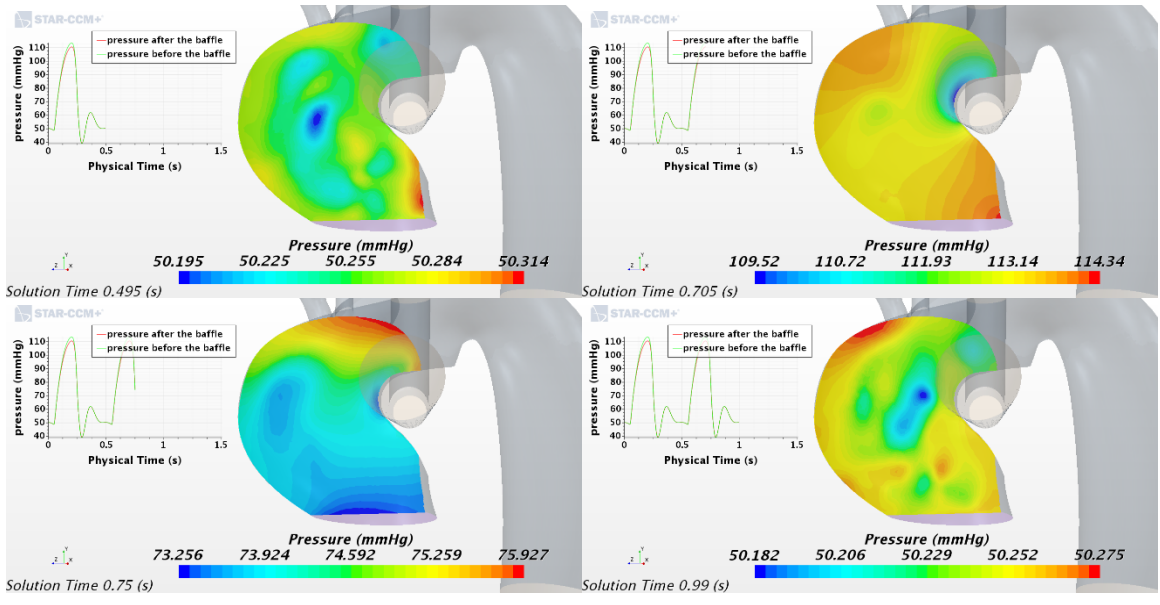 STAR-CCM+
pressure after the baffle
pressure before the baffle
pressure (mmHg)
110
100
90
80
70
60
50
40
0
0.5
1
1.5
Physical Time (s)
Pressure (mmHg)
50.195
50.225
50.255
50.284
50.314
Z
Y
X
Solution Time 0.495 (s)
STAR-CCM+
pressure after the baffle
pressure before the baffle
pressure (mmHg)
110
100
90
80
70
60
50
40
0
0.5
1
1.5
Physical Time (s)
Pressure (mmHg)
109.52
110.72
111.93
113.14
114.34
Z
Y
X
Solution Time 0.705 (s)
STAR-CCM+
pressure after the baffle
pressure before the baffle
pressure (mmHg)
110
100
90
80
70
60
50
40
0
0.5
1
1.5
Physical Time (s)
Pressure (mmHg)
73.256
73.924
74.592
75.259
75.927
Z
Y
X
Solution Time 0.75 (s)
STAR-CCM+
pressure after the baffle
pressure before the baffle
pressure (mmHg)
110
100
90
80
70
60
50
40
0
0.5
1
1.5
Physical Time (s)
Pressure (mmHg)
50.182
50.206
50.229
50.252
50.275
Z
Y
X
Solution Time 0.99 (s)